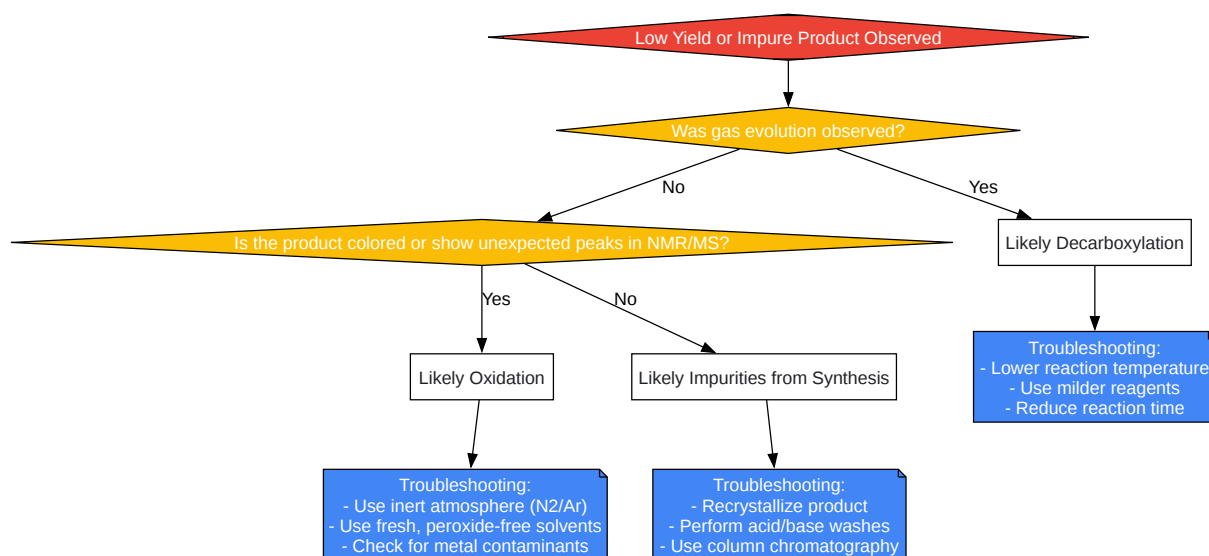 Low Yield or Impure Product Observed
Was gas evolution observed?
No
Yes
Is the product colored or show unexpected peaks in NMR/MS?
Likely Decarboxylation
Yes
No
Troubleshooting:
- Lower reaction temperature
- Use milder reagents
- Reduce reaction time
Likely Oxidation
Likely Impurities from Synthesis
Troubleshooting:
- Use inert atmosphere (N2/Ar)
- Use fresh, peroxide-free solvents
- Check for metal contaminants
Troubleshooting:
- Recrystallize product
- Perform acid/base washes
- Use column chromatography